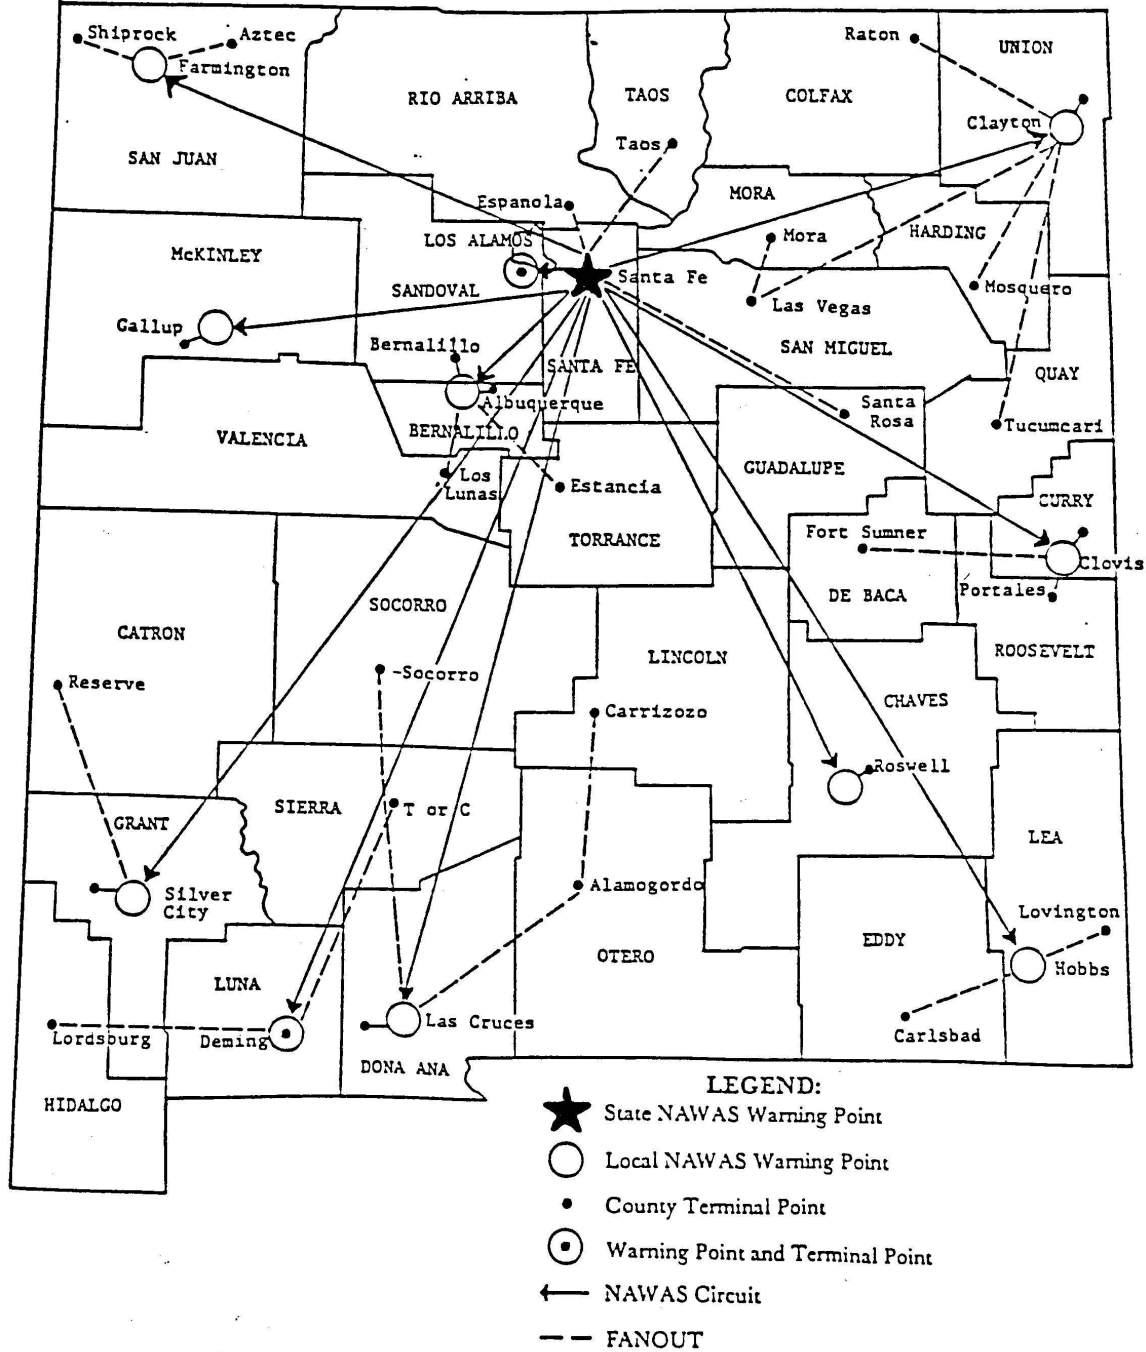 Shiprock
Aztec
Farmington
Raton
UNION
RIO ARRIBA
TAOS
COLFAX
Clayton
Taos
SAN JUAN
MORA
Espanola
LOS ALAMOS
Mora
HARDING
McKINLEY
Santa Fe
SANDOVAL
Mosquero
Las Vegas
Gallup
Bernalillo
SAN MIGUEL
SANTA FE
QUAY
Albuquerque
Santa
Rosa
Tucumcari
VALENCIA
BERNALILLO
GUADALUPE
Los
Lunas
Estancia
CURRY
TORRANCE
Fort Sumner
Clovis
DE BACA
Portales
SOCORRO
CATRON
LINCOLN
ROOSEVELT
Reserve
-Socorro
CHAVES
Carrizozo
Roswell
SIERRA
T or C
GRANT
LEA
Silver
City
Alamogordo
Lovington
EDDY
OTERO
Hobbs
LUNA
Las Cruces
Lordsburg
Deming
Carlsbad
DONA ANA
HIDALGO
LEGEND:
State NAWAS Warning Point
Local NAWAS Warning Point
County Terminal Point
Warning Point and Terminal Point
NAWAS Circuit
FANOUT